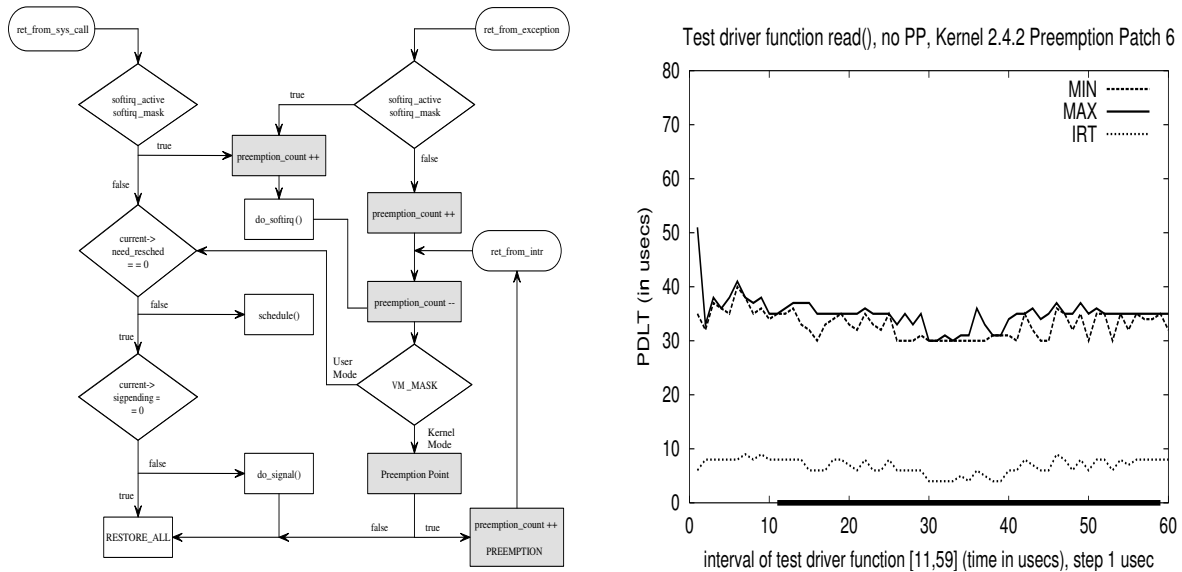 ret_from_sys_call
ret_from_exception
true
softirq_active
softirq_mask
softirq_active
softirq_mask
true
preemption_count ++
false
false
do_softirq ()
preemption_count ++
current->
need_resched
= = 0
ret_from_intr
preemption_count --
false
schedule()
true
User
Mode
VM_MASK
current->
sigpending =
= 0
Kernel
Mode
false
do_signal()
Preemption Point
true
false
true
RESTORE_ALL
preemption_count ++
PREEMPTION
Test driver function read(), no PP, Kernel 2.4.2 Preemption Patch 6
MIN
MAX
IRT
PDLT (in usecs)
80
70
60
50
40
30
20
10
0
0 10 20 30 40 50 60
interval of test driver function [11,59] (time in usecs), step 1 usec